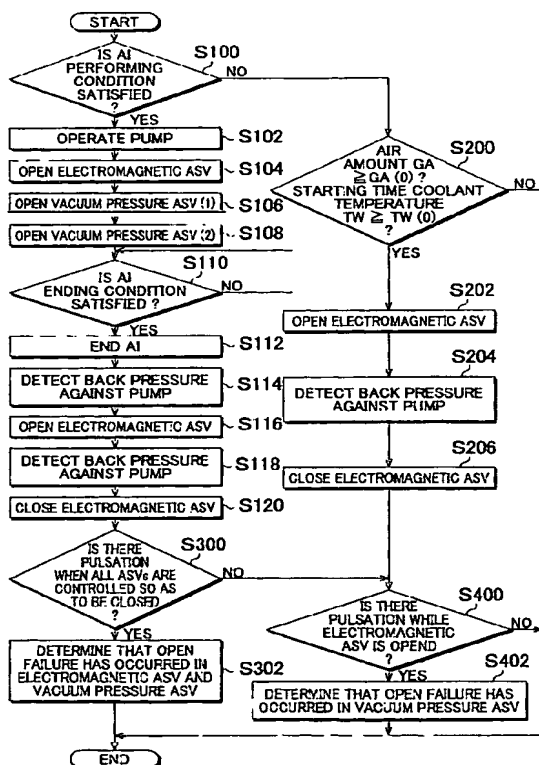 START
IS AI
PERFORMING
CONDITION
SATISFIED
?
S100
NO
YES
OPERATE PUMP
S102
OPEN ELECTROMAGNETIC ASV
S104
OPEN VACUUM PRESSURE ASV (1)
S106
OPEN VACUUM PRESSURE ASV (2)
S108
IS AI
ENDING CONDITION
SATISFIED ?
S110
NO
YES
END AI
S112
DETECT BACK PRESSURE
AGAINST PUMP
S114
OPEN ELECTROMAGNETIC ASV
S116
DETECT BACK PRESSURE
AGAINST PUMP
S118
CLOSE ELECTROMAGNETIC ASV
S120
IS THERE
PULSATION
WHEN ALL ASVs ARE
CONTROLLED SO AS
TO BE CLOSED
?
S300
NO
YES
DETERMINE THAT OPEN
FAILURE HAS OCCURRED IN
ELECTROMAGNETIC ASV AND
VACUUM PRESSURE ASV
S302
END
AIR
AMOUNT GA
≧ GA (0) ?
STARTING TIME COOLANT
TEMPERATURE
TW ≧ TW (0)
?
S200
NO
YES
S202
OPEN ELECTROMAGNETIC ASV
S204
DETECT BACK PRESSURE
AGAINST PUMP
S206
CLOSE ELECTROMAGNETIC ASV
IS THERE
PULSATION WHILE
ELECTROMAGNETIC
ASV IS OPEND
?
S400
NO
YES
S402
DETERMINE THAT OPEN FAILURE HAS
OCCURRED IN VACUUM PRESSURE ASV